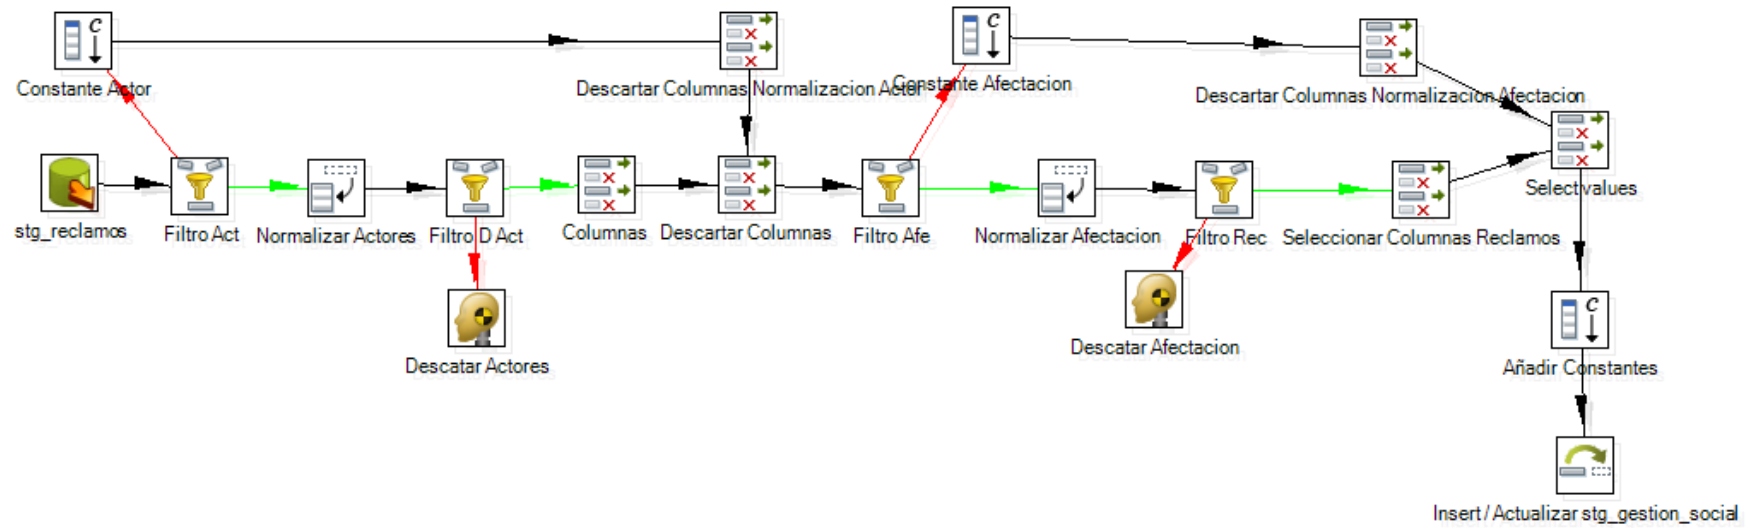 Constante Actor
Descartar Columnas Normalizacion Actor
Constante Afectacion
Descartar Columnas Normalizacion Afectacion
stg_reclamos
Filtro Act
Normalizar Actores
Filtro D Act
Columnas
Descartar Columnas
Filtro Afe
Normalizar Afectacion
Filtro Rec
Seleccionar Columnas Reclamos
Select values
Descatar Actores
Descatar Afectacion
Añadir Constantes
Insert / Actualizar stg_gestion_social